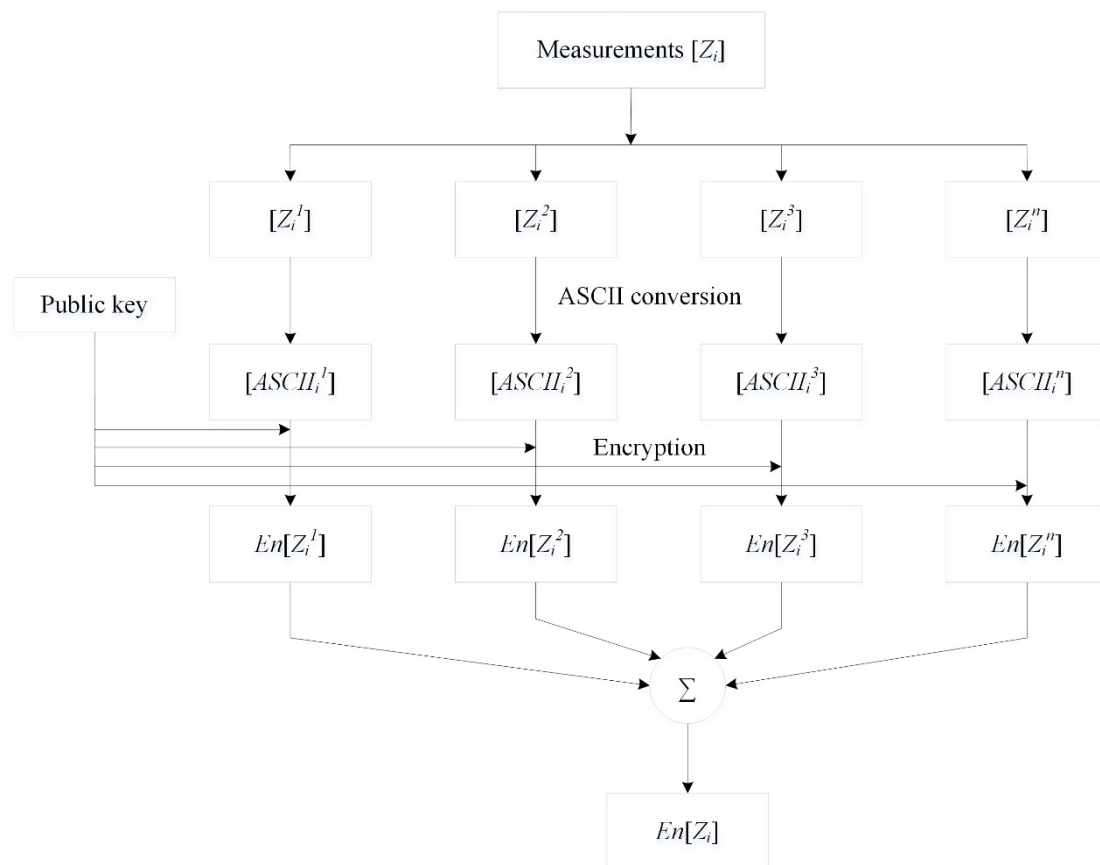 Measurements [Zᵢ]
[Zᵢ¹]
[Zᵢ²]
[Zᵢ³]
[Zᵢⁿ]
Public key
ASCII conversion
[ASCIIᵢ¹]
[ASCIIᵢ²]
[ASCIIᵢ³]
[ASCIIᵢⁿ]
Encryption
En[Zᵢ¹]
En[Zᵢ²]
En[Zᵢ³]
En[Zᵢⁿ]
∑
En[Zᵢ]